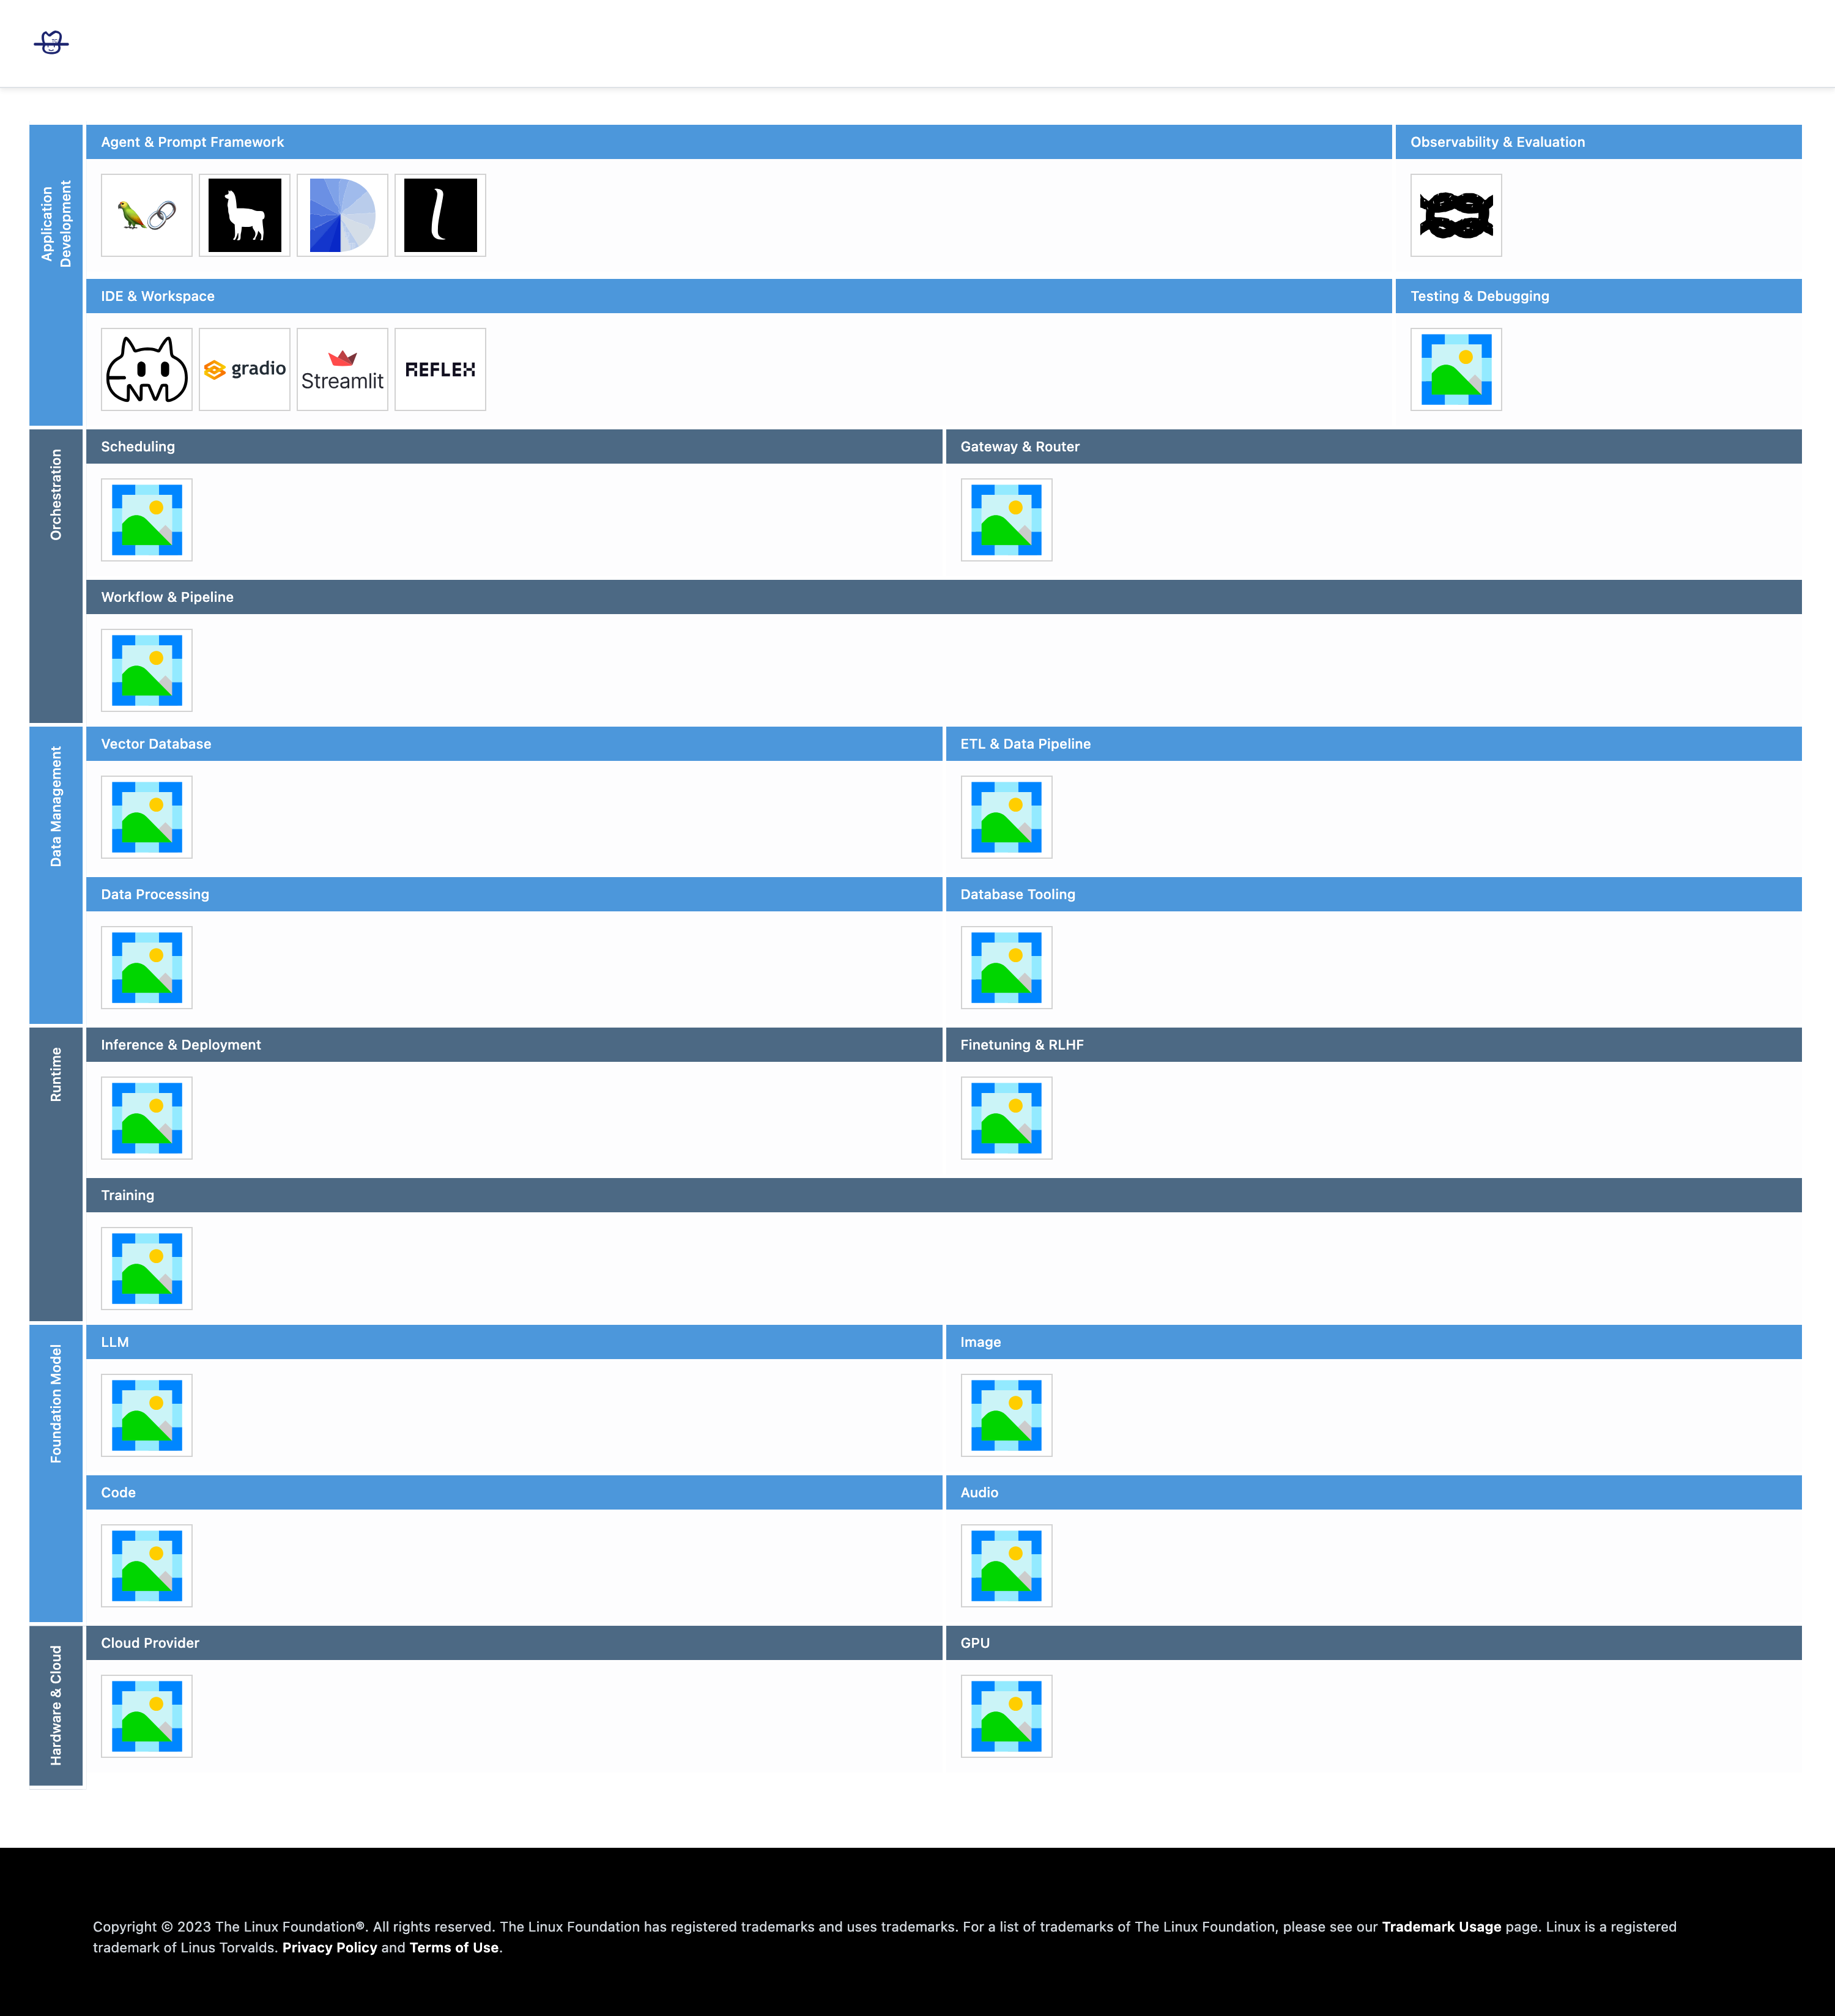 Application
Development
Agent & Prompt Framework
Observability & Evaluation
IDE & Workspace
Testing & Debugging
gradio
Streamlit
REFLEX
Orchestration
Scheduling
Gateway & Router
Workflow & Pipeline
Data Management
Vector Database
ETL & Data Pipeline
Data Processing
Database Tooling
Runtime
Inference & Deployment
Finetuning & RLHF
Training
Foundation Model
LLM
Image
Code
Audio
Hardware & Cloud
Cloud Provider
GPU
Copyright © 2023 The Linux Foundation®. All rights reserved. The Linux Foundation has registered trademarks and uses trademarks. For a list of trademarks of The Linux Foundation, please see our Trademark Usage page. Linux is a registered
trademark of Linus Torvalds. Privacy Policy and Terms of Use.